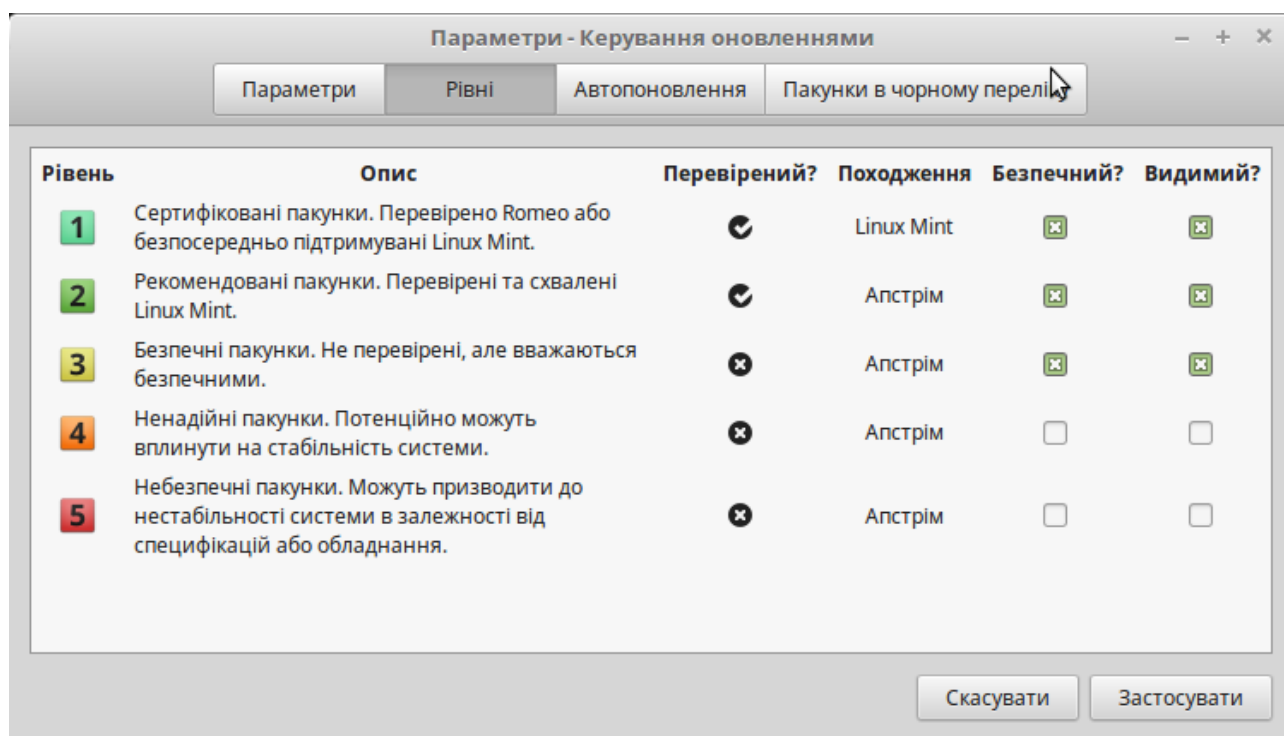 Параметри - Керування оновленнями
Параметри Рівні Автопоновлення Пакунки в чорному переліку
Рівень Опис Перевірений? Походження Безпечний? Видимий?
1 Сертифіковані пакунки. Перевірено Romeo або
безпосередньо підтримувані Linux Mint. Linux Mint
2 Рекомендовані пакунки. Перевірені та схвалені
Linux Mint. Апстрім
3 Безпечні пакунки. Не перевірені, але вважаються
безпечними. Апстрім
4 Ненадійні пакунки. Потенційно можуть
вплинути на стабільність системи. Апстрім
5 Небезпечні пакунки. Можуть призводити до
нестабільності системи в залежності від Апстрім
специфікацій або обладнання.
Скасувати Застосувати